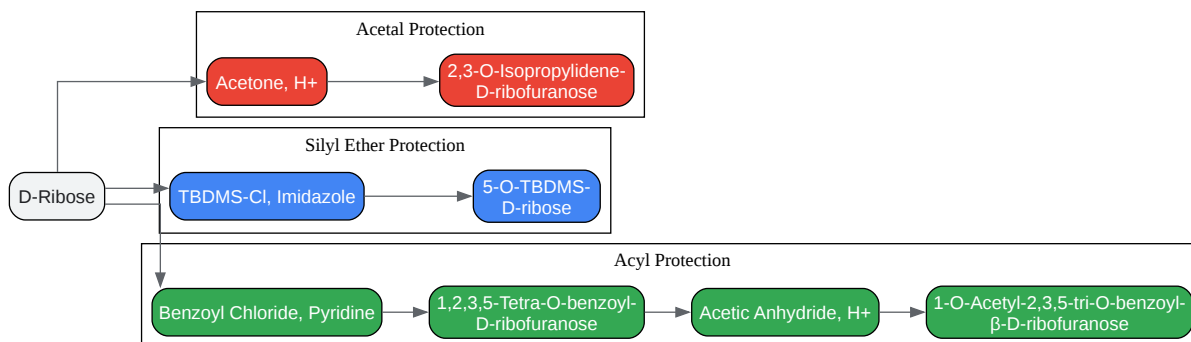 Acetal Protection
Acetone, H+
2,3-O-Isopropylidene-
D-ribofuranose
Silyl Ether Protection
D-Ribose
TBDMS-Cl, Imidazole
5-O-TBDMS-
D-ribose
Acyl Protection
Benzoyl Chloride, Pyridine
1,2,3,5-Tetra-O-benzoyl-
D-ribofuranose
Acetic Anhydride, H+
1-O-Acetyl-2,3,5-tri-O-benzoyl-
β-D-ribofuranose